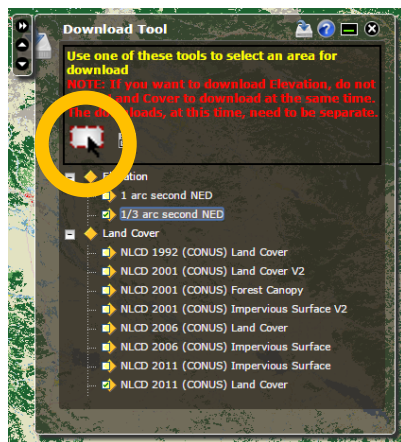 Download Tool
Use one of these tools to select an area for
download
NOTE: If you want to download Elevation, do not
Land Cover to download at the same time.
The downloads, at this time, need to be separate.
Elevation
1 arc second NED
1/3 arc second NED
Land Cover
NLCD 1992 (CONUS) Land Cover
NLCD 2001 (CONUS) Land Cover V2
NLCD 2001 (CONUS) Forest Canopy
NLCD 2001 (CONUS) Impervious Surface V2
NLCD 2006 (CONUS) Land Cover
NLCD 2006 (CONUS) Impervious Surface
NLCD 2011 (CONUS) Impervious Surface
NLCD 2011 (CONUS) Land Cover